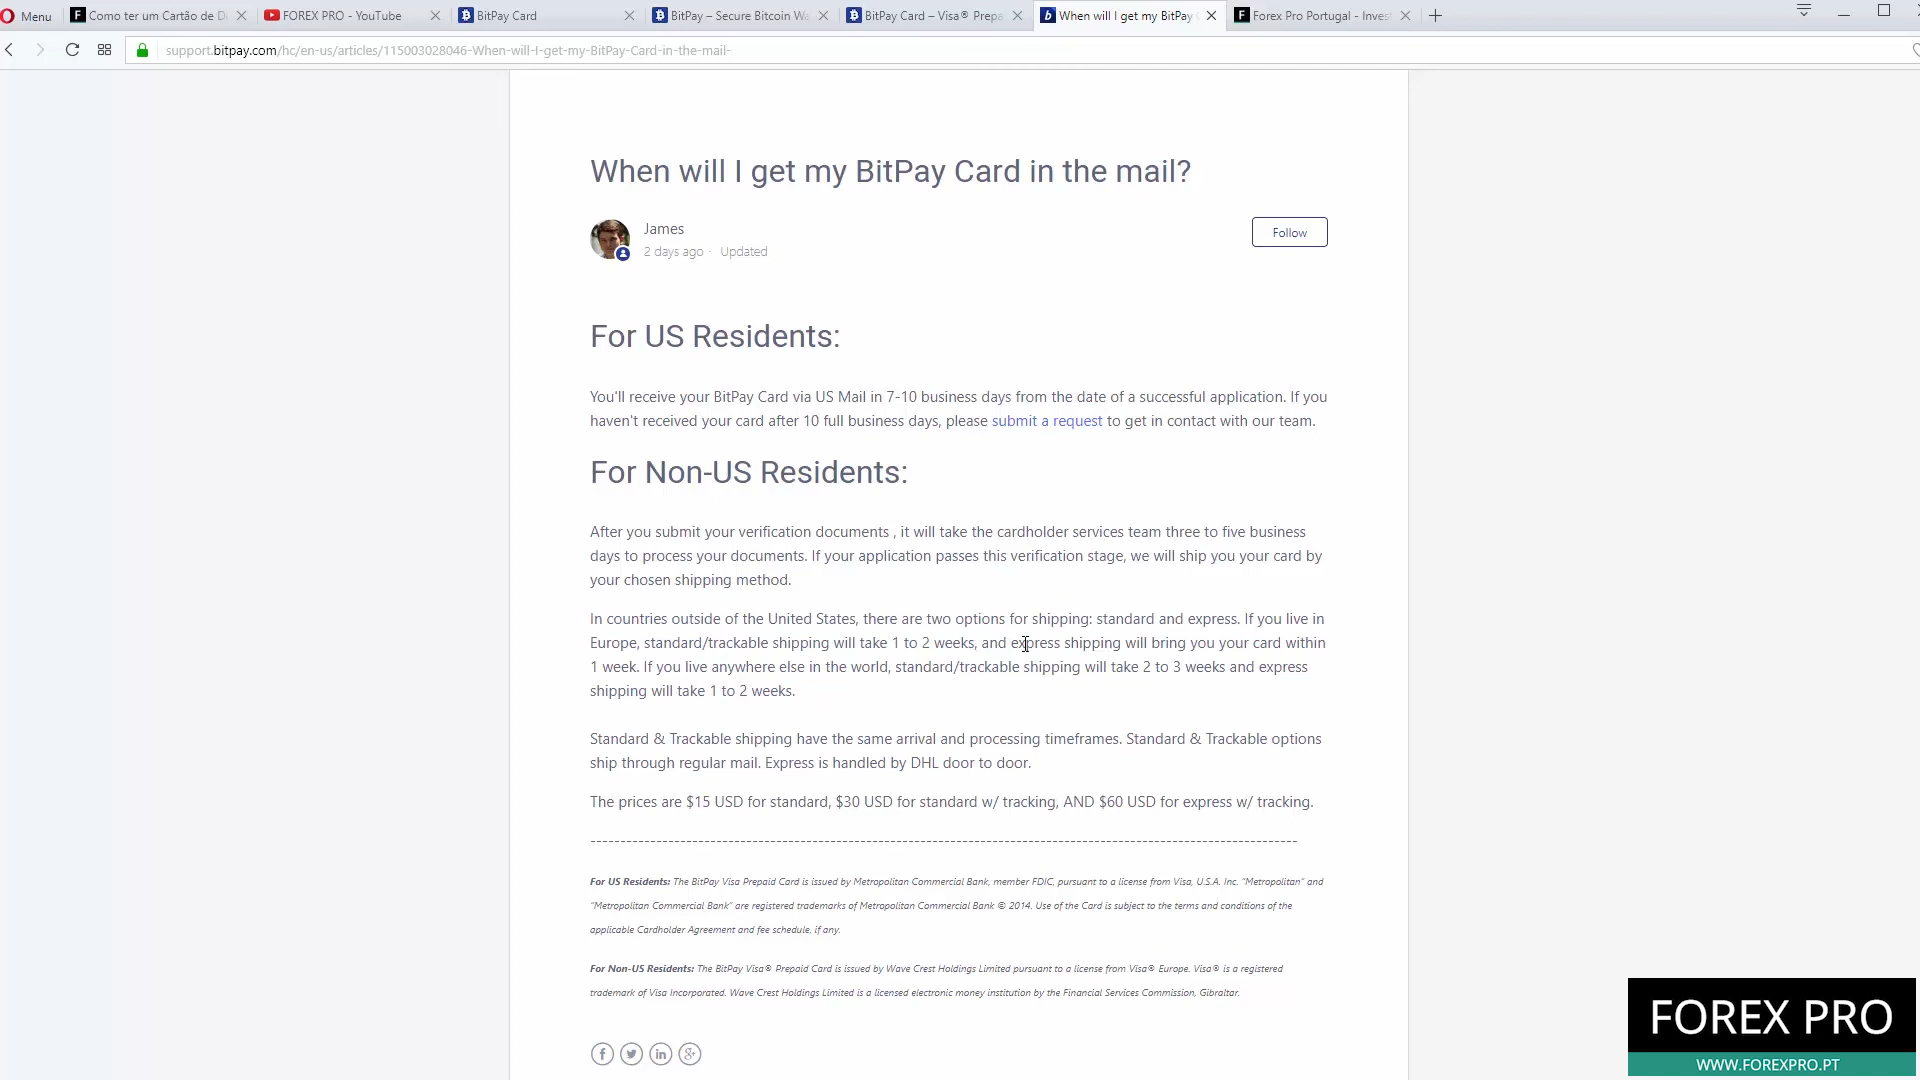 Menu
Como ter um Cartão de D
FOREX PRO - YouTube
BitPay Card
BitPay – Secure Bitcoin Wa
BitPay Card – Visa® Prepa
When will I get my BitPay
Forex Pro Portugal - Invest
support.bitpay.com/hc/en-us/articles/115003028046-When-will-I-get-my-BitPay-Card-in-the-mail-
When will I get my BitPay Card in the mail?
James
2 days ago · Updated
Follow
For US Residents:
You'll receive your BitPay Card via US Mail in 7-10 business days from the date of a successful application. If you
haven't received your card after 10 full business days, please submit a request to get in contact with our team.
For Non-US Residents:
After you submit your verification documents , it will take the cardholder services team three to five business
days to process your documents. If your application passes this verification stage, we will ship you your card by
your chosen shipping method.
In countries outside of the United States, there are two options for shipping: standard and express. If you live in
Europe, standard/trackable shipping will take 1 to 2 weeks, and express shipping will bring you your card within
1 week. If you live anywhere else in the world, standard/trackable shipping will take 2 to 3 weeks and express
shipping will take 1 to 2 weeks.
Standard & Trackable shipping have the same arrival and processing timeframes. Standard & Trackable options
ship through regular mail. Express is handled by DHL door to door.
The prices are $15 USD for standard, $30 USD for standard w/ tracking, AND $60 USD for express w/ tracking.
----------------------------------------------------------------------------------------------------------------------
For US Residents: The BitPay Visa Prepaid Card is issued by Metropolitan Commercial Bank, member FDIC, pursuant to a license from Visa, U.S.A. Inc. "Metropolitan" and
"Metropolitan Commercial Bank" are registered trademarks of Metropolitan Commercial Bank © 2014. Use of the Card is subject to the terms and conditions of the
applicable Cardholder Agreement and fee schedule, if any.
For Non-US Residents: The BitPay Visa® Prepaid Card is issued by Wave Crest Holdings Limited pursuant to a license from Visa® Europe. Visa® is a registered
trademark of Visa Incorporated. Wave Crest Holdings Limited is a licensed electronic money institution by the Financial Services Commission, Gibraltar.
FOREX PRO
WWW.FOREXPRO.PT